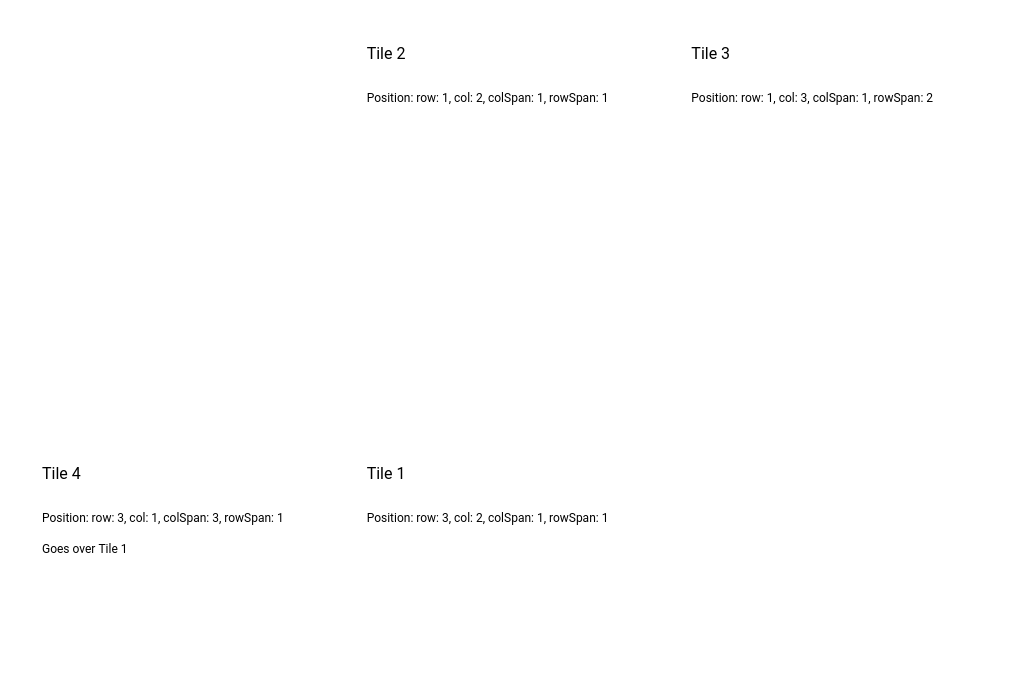 Tile 2
Position: row: 1, col: 2, colSpan: 1, rowSpan: 1
Tile 3
Position: row: 1, col: 3, colSpan: 1, rowSpan: 2
Tile 4
Position: row: 3, col: 1, colSpan: 3, rowSpan: 1
Goes over Tile 1
Tile 1
Position: row: 3, col: 2, colSpan: 1, rowSpan: 1